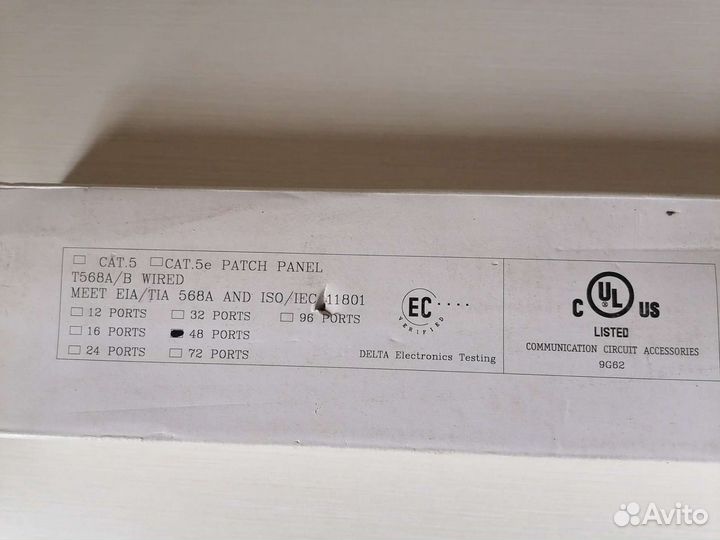 CAT.5 CAT.5e PATCH PANEL
T568A/B WIRED
MEET EIA/TIA 568A AND ISO/IEC 11801
12 PORTS 32 PORTS 96 PORTS
16 PORTS 48 PORTS
24 PORTS 72 PORTS
EC
VERIFIED
DELTA Electronics Testing
C UL US
LISTED
COMMUNICATION CIRCUIT ACCESSORIES
9G62
Avito